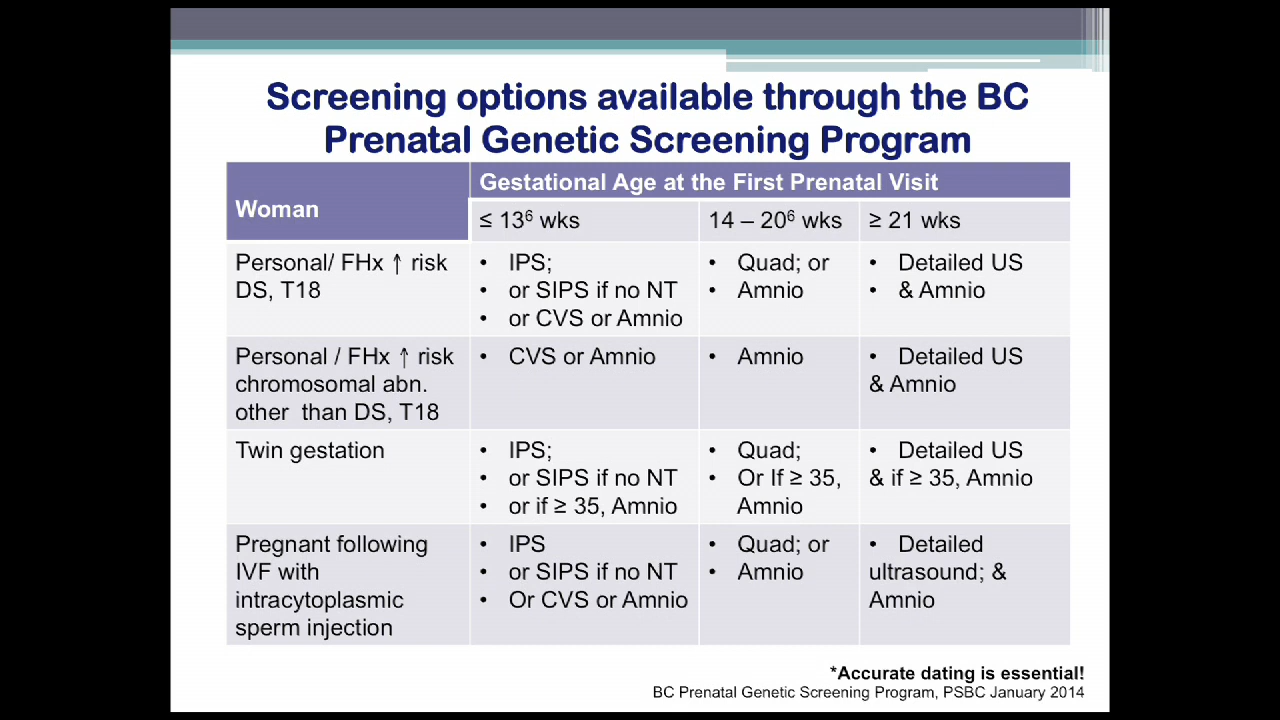 Screening options available through the BC
Prenatal Genetic Screening Program
Woman
Gestational Age at the First Prenatal Visit
≤ 13⁶ wks
14 – 20⁶ wks
≥ 21 wks
Personal/ FHx ↑ risk
DS, T18
• IPS;
• or SIPS if no NT
• or CVS or Amnio
• Quad; or
• Amnio
• Detailed US
• & Amnio
Personal / FHx ↑ risk
chromosomal abn.
other than DS, T18
• CVS or Amnio
• Amnio
• Detailed US
& Amnio
Twin gestation
• IPS;
• or SIPS if no NT
• or if ≥ 35, Amnio
• Quad;
• Or If ≥ 35,
Amnio
• Detailed US
& if ≥ 35, Amnio
Pregnant following
IVF with
intracytoplasmic
sperm injection
• IPS
• or SIPS if no NT
• Or CVS or Amnio
• Quad; or
• Amnio
• Detailed
ultrasound; &
Amnio
*Accurate dating is essential!
BC Prenatal Genetic Screening Program, PSBC January 2014